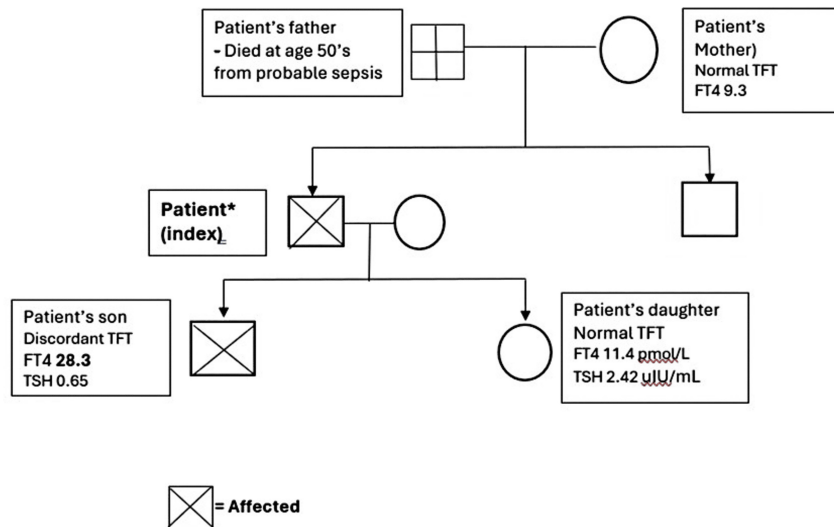 Patient’s father
- Died at age 50’s
from probable sepsis
Patient’s
Mother)
Normal TFT
FT4 9.3
Patient*
(index)
Patient’s son
Discordant TFT
FT4 28.3
TSH 0.65
Patient’s daughter
Normal TFT
FT4 11.4 pmol/L
TSH 2.42 uIU/mL
= Affected